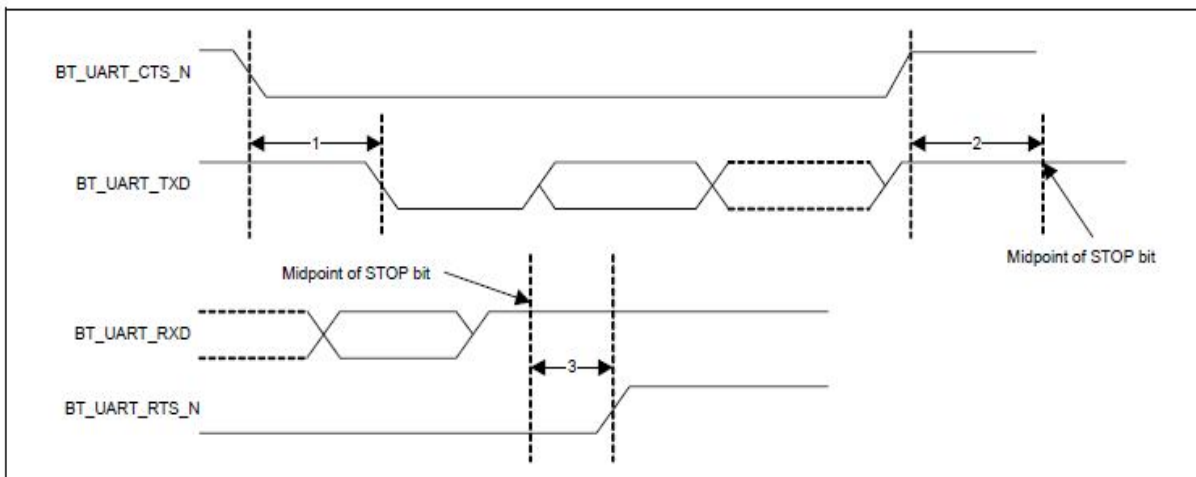 BT_UART_CTS_N
1
2
BT_UART_TXD
Midpoint of STOP bit
Midpoint of STOP bit
BT_UART_RXD
3
BT_UART_RTS_N